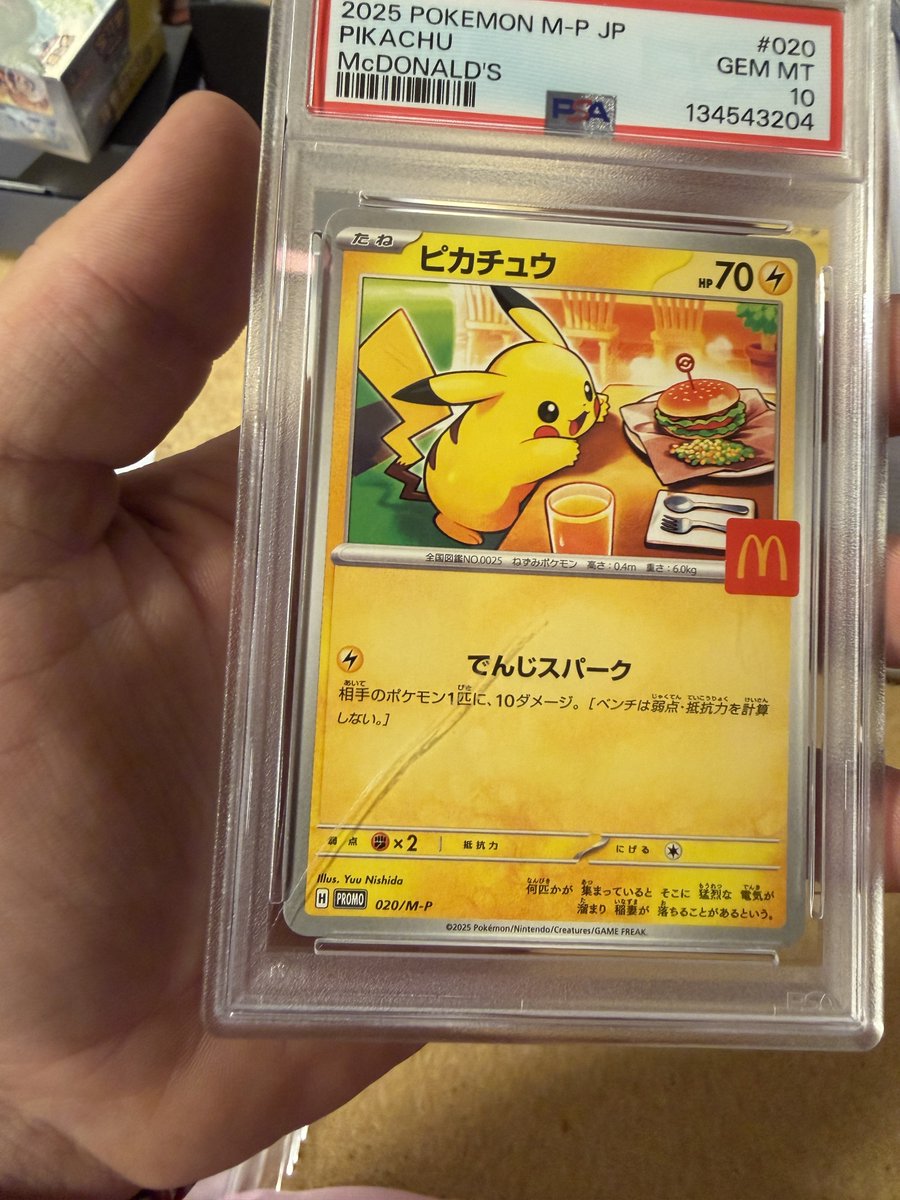 2025 POKEMON M-P JP #020
PIKACHU GEM MT
McDONALD'S 10
PSA 134543204
たね ピカチュウ HP70
全国図鑑NO.0025 ねずみポケモン 高さ:0.4m 重さ:6.0kg
でんじスパーク
相手のポケモン1匹に、10ダメージ。[ベンチは弱点・抵抗力を計算
しない。]
弱点 ×2 抵抗力 にげる
Illus. Yuu Nishida
何匹かが 集まっていると そこに 猛烈な 電気が
H PROMO 020/M-P
溜まり 稲妻が 落ちることがあるという。
©2025 Pokémon/Nintendo/Creatures/GAME FREAK.
PSA